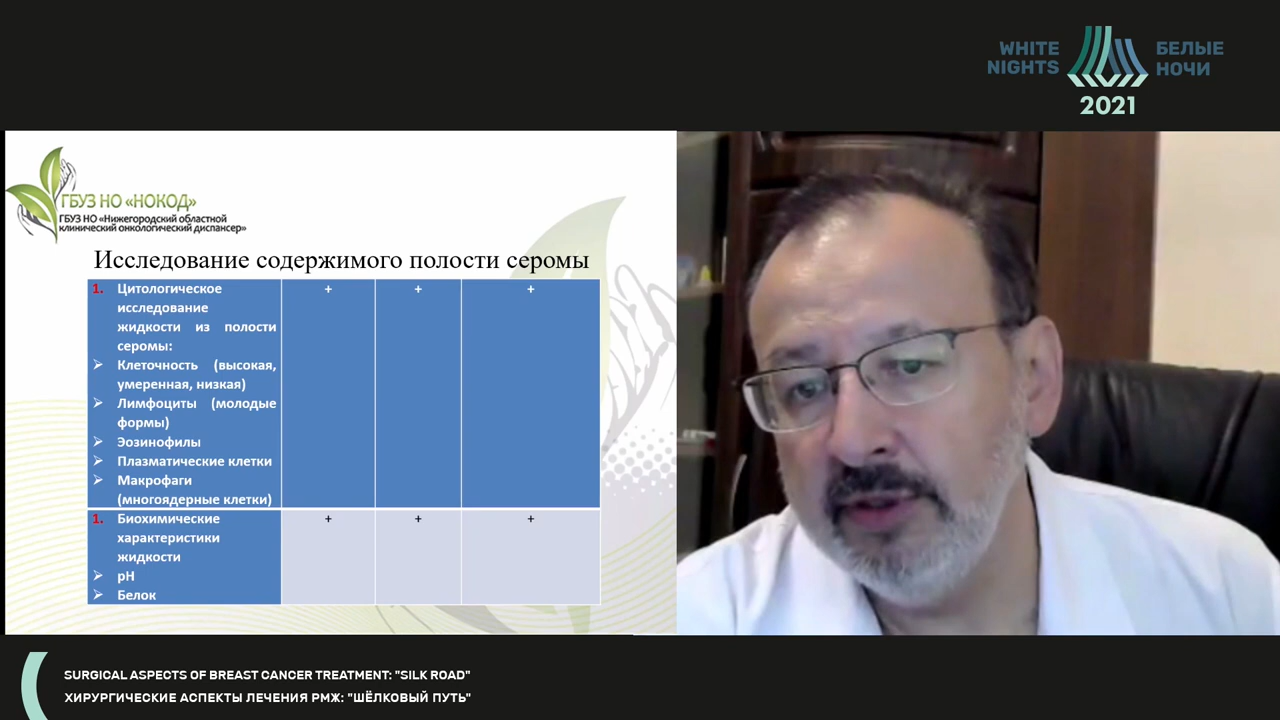 WHITE NIGHTS
БЕЛЫЕ НОЧИ
2021
ГБУЗ НО «НОКОД»
ГБУЗ НО «Нижегородский областной
клинический онкологический диспансер»
Исследование содержимого полости серомы
1. Цитологическое + + +
исследование
жидкости из полости
серомы:
Клеточность (высокая,
умеренная, низкая)
Лимфоциты (молодые
формы)
Эозинофилы
Плазматические клетки
Макрофаги
(многоядерные клетки)
1. Биохимические + + +
характеристики
жидкости
pH
Белок
SURGICAL ASPECTS OF BREAST CANCER TREATMENT: "SILK ROAD"
ХИРУРГИЧЕСКИЕ АСПЕКТЫ ЛЕЧЕНИЯ РМЖ: "ШЁЛКОВЫЙ ПУТЬ"